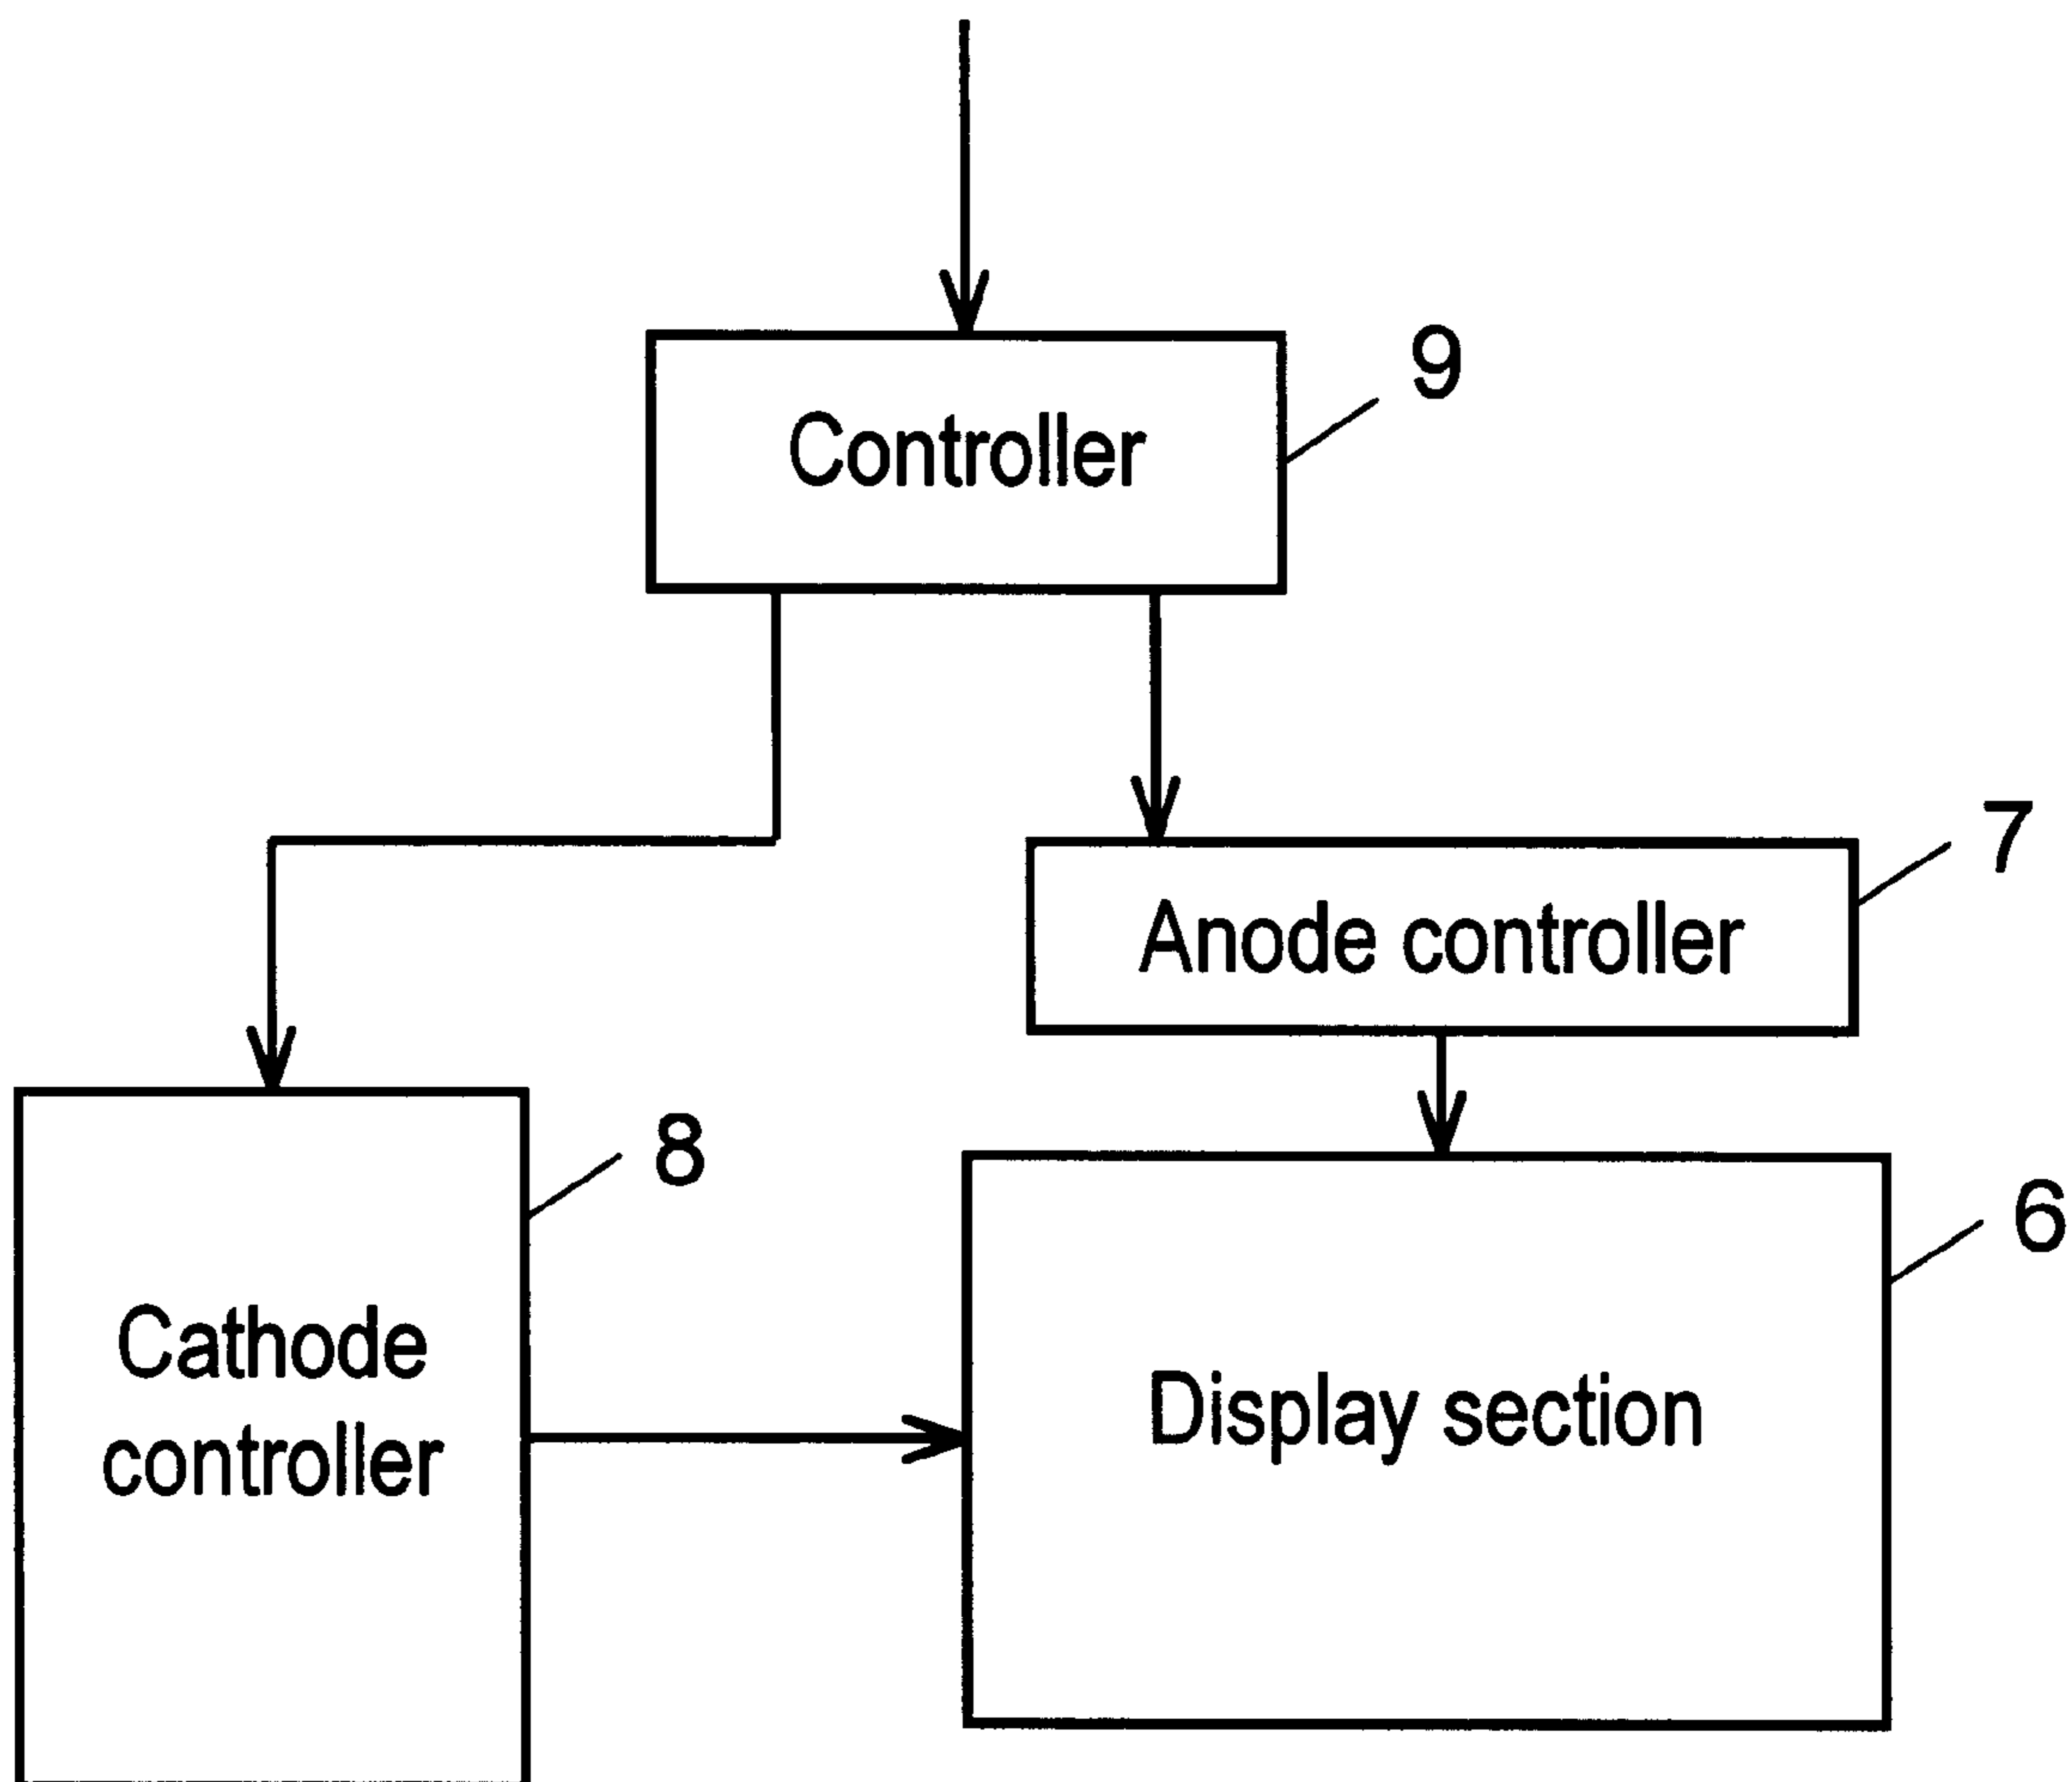 9
Controller
7
Anode controller
8
6
Cathode
controller
Display section